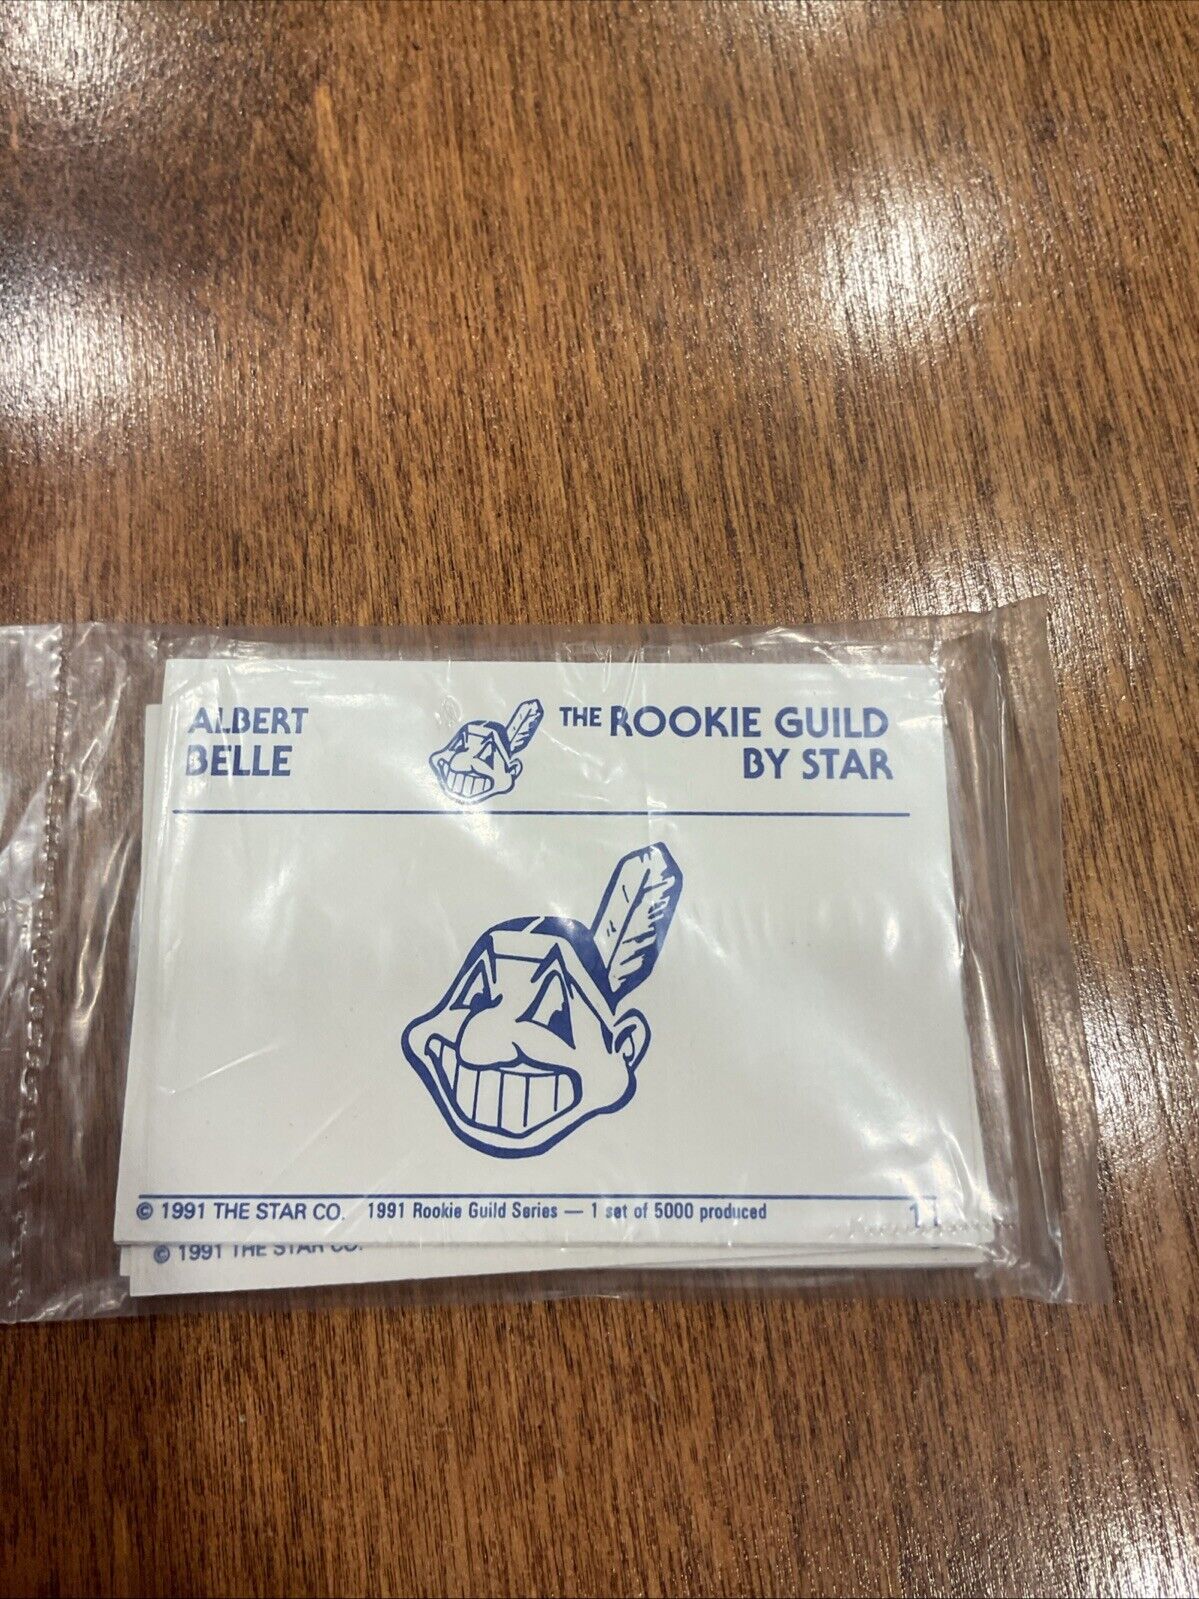 ALBERT
BELLE
THE ROOKIE GUILD
BY STAR
© 1991 THE STAR CO. 1991 Rookie Guild Series — 1 set of 5000 produced 11
© 1991 THE STAR CO.